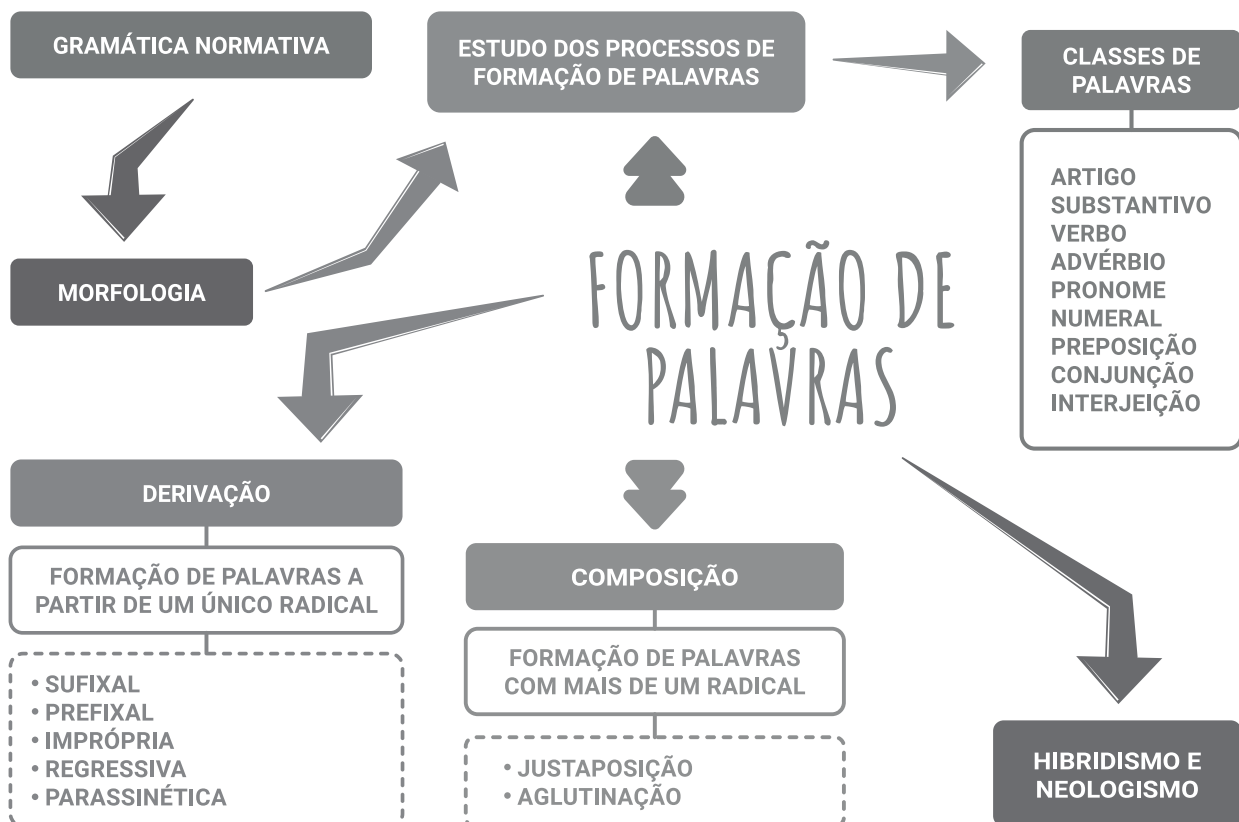 GRAMÁTICA NORMATIVA
ESTUDO DOS PROCESSOS DE
FORMAÇÃO DE PALAVRAS
CLASSES DE
PALAVRAS
ARTIGO
SUBSTANTIVO
VERBO
ADVÉRBIO
PRONOME
NUMERAL
PREPOSIÇÃO
CONJUNÇÃO
INTERJEIÇÃO
MORFOLOGIA
FORMAÇÃO DE
PALAVRAS
DERIVAÇÃO
FORMAÇÃO DE PALAVRAS A
PARTIR DE UM ÚNICO RADICAL
• SUFIXAL
• PREFIXAL
• IMPRÓPRIA
• REGRESSIVA
• PARASSINÉTICA
COMPOSIÇÃO
FORMAÇÃO DE PALAVRAS
COM MAIS DE UM RADICAL
• JUSTAPOSIÇÃO
• AGLUTINAÇÃO
HIBRIDISMO E
NEOLOGISMO